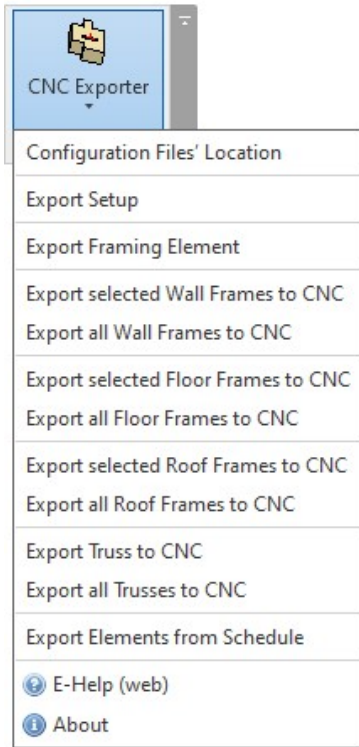 CNC Exporter
Configuration Files' Location
Export Setup
Export Framing Element
Export selected Wall Frames to CNC
Export all Wall Frames to CNC
Export selected Floor Frames to CNC
Export all Floor Frames to CNC
Export selected Roof Frames to CNC
Export all Roof Frames to CNC
Export Truss to CNC
Export all Trusses to CNC
Export Elements from Schedule
E-Help (web)
About